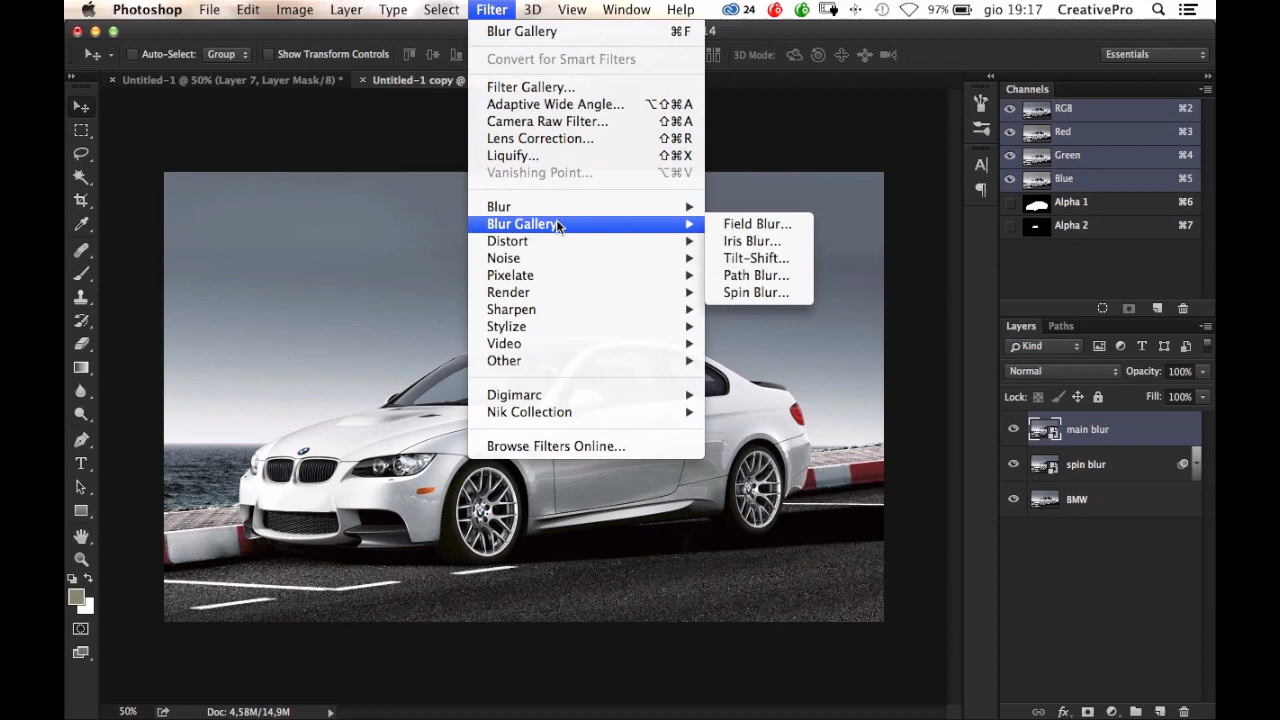 Photoshop File Edit Image Layer Type Select Filter 3D View Window Help 24 97% gio 19:17 CreativePro
14
Auto-Select: Group Show Transform Controls 3D Mode: Essentials
× Untitled-1 @ 50% (Layer 7, Layer Mask/8) * × Untitled-1 copy @
Blur Gallery ⌘F
Convert for Smart Filters
Filter Gallery...
Adaptive Wide Angle... ⌥⇧⌘A
Camera Raw Filter... ⇧⌘A
Lens Correction... ⇧⌘R
Liquify... ⇧⌘X
Vanishing Point... ⌥⌘V
Blur
Blur Gallery
Distort
Noise
Pixelate
Render
Sharpen
Stylize
Video
Other
Digimarc
Nik Collection
Browse Filters Online...
Field Blur...
Iris Blur...
Tilt-Shift...
Path Blur...
Spin Blur...
Channels
RGB ⌘2
Red ⌘3
Green ⌘4
Blue ⌘5
Alpha 1 ⌘6
Alpha 2 ⌘7
Layers Paths
Kind
Normal Opacity: 100%
Lock: Fill: 100%
main blur
spin blur
BMW
50% Doc: 4,58M/14,9M